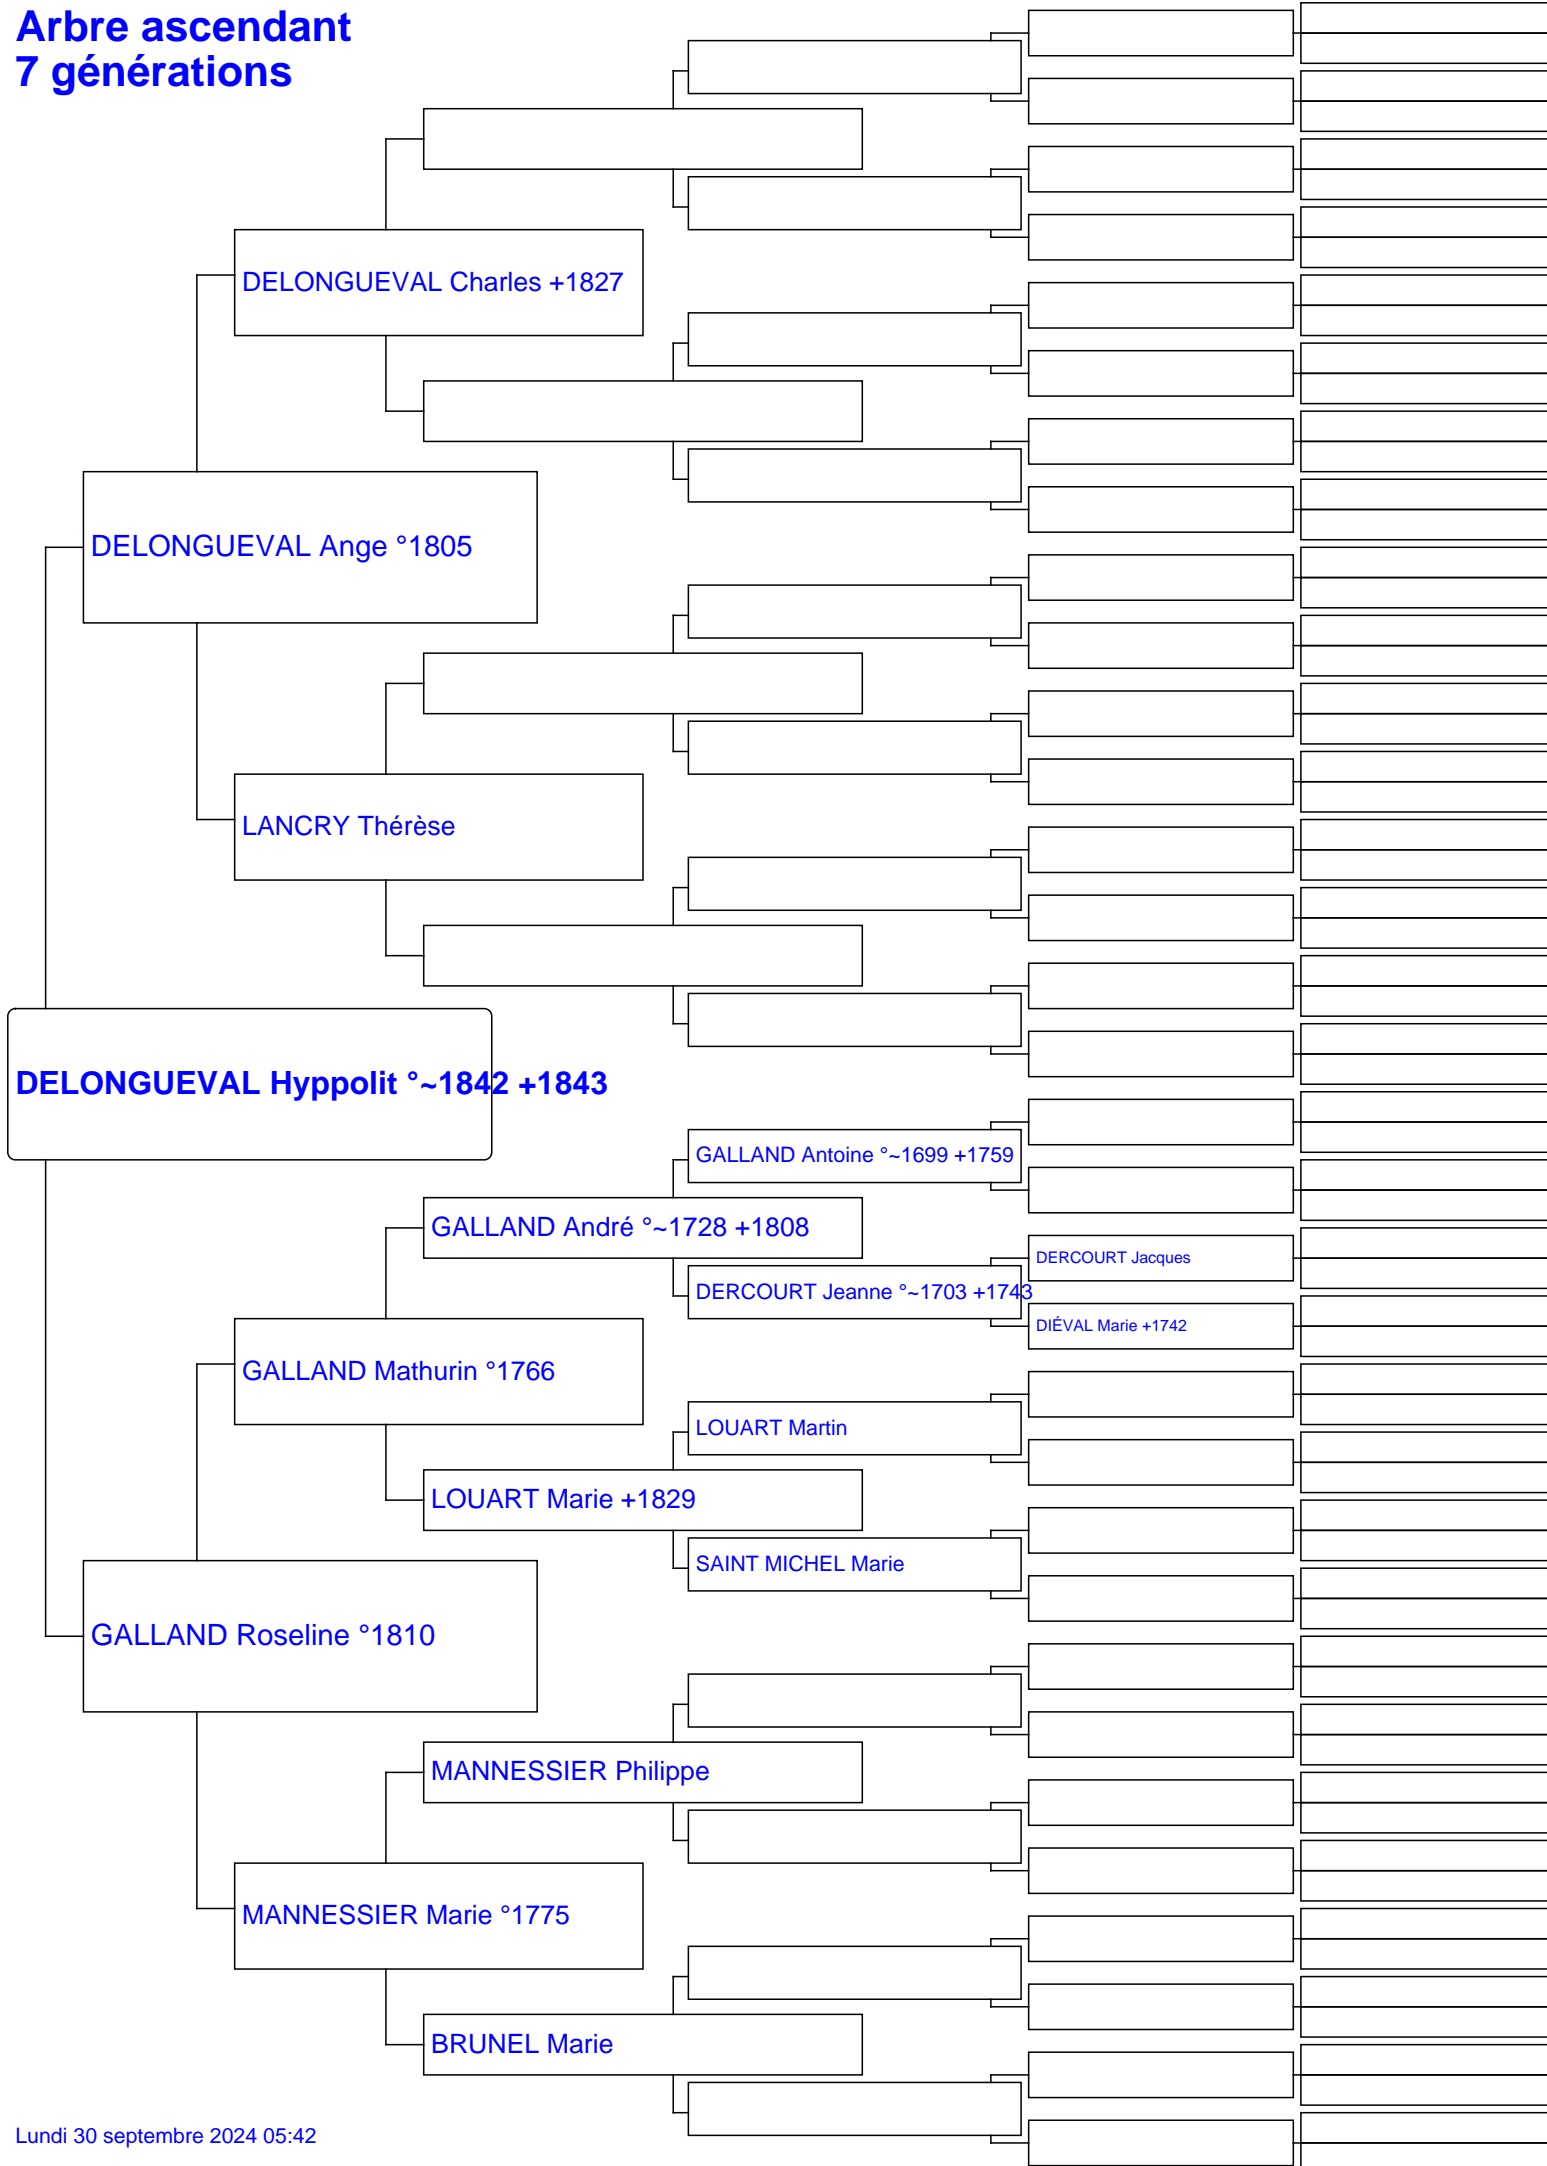 Arbre ascendant
7 générations
DELONGUEVAL Charles +1827
DELONGUEVAL Ange °1805
LANCRY Thérèse
DELONGUEVAL Hyppolit °~1842 +1843
GALLAND Antoine °~1699 +1759
GALLAND André °~1728 +1808
DERCOURT Jacques
DERCOURT Jeanne °~1703 +1743
DIÉVAL Marie +1742
GALLAND Mathurin °1766
LOUART Martin
LOUART Marie +1829
SAINT MICHEL Marie
GALLAND Roseline °1810
MANNESSIER Philippe
MANNESSIER Marie °1775
BRUNEL Marie
Lundi 30 septembre 2024 05:42